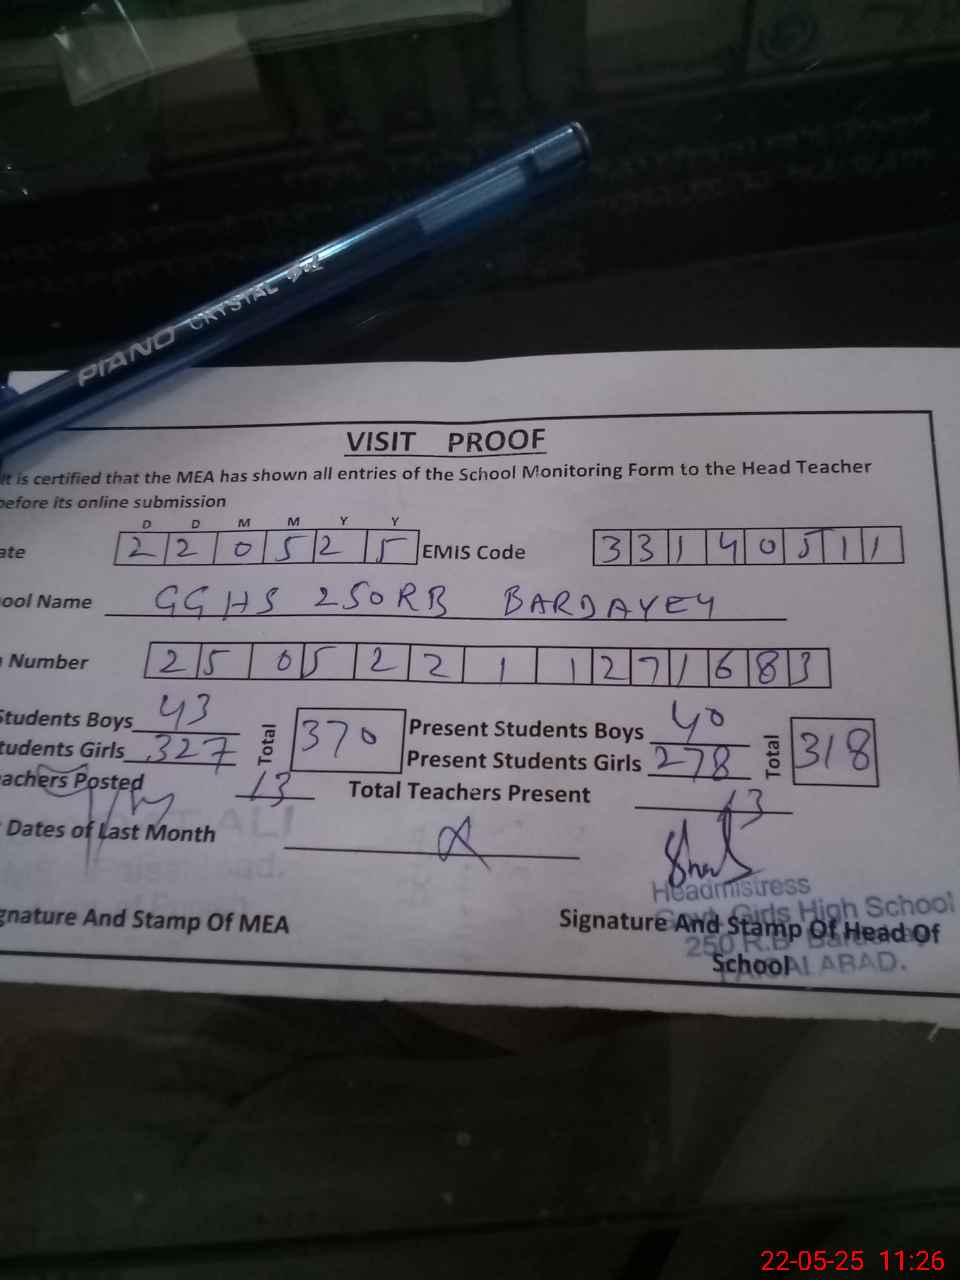 PIANO CRYSTAL
VISIT PROOF
It is certified that the MEA has shown all entries of the School Monitoring Form to the Head Teacher
before its online submission
D D M M Y Y
ate 2 2 0 5 2 5 EMIS Code 3 3 1 4 0 5 1 1
ool Name GGHS 250RB BARDAYEY
Number 2 5 0 5 2 2 1 1 2 7 1 6 8 3
Students Boys 43 Total 370 Present Students Boys 40 Total 318
tudents Girls 327 Present Students Girls 278
achers Posted 13 Total Teachers Present 13
Dates of Last Month
Headmistress
Govt. Girls High School
gnature And Stamp Of MEA Signature And Stamp Of Head Of
250 R.B
School
FAISALABAD.
22-05-25 11:26